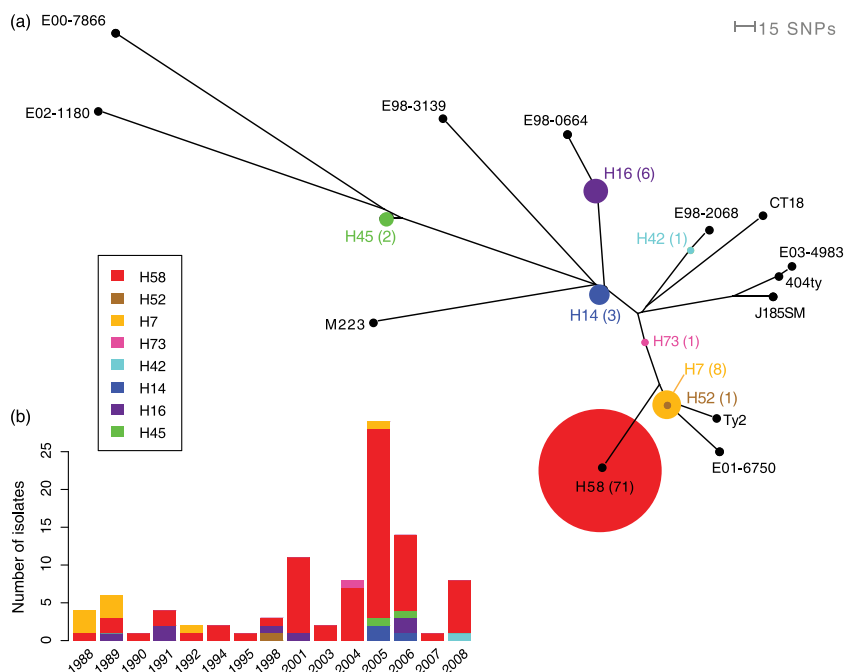 (a)
E00-7866
15 SNPs
E02-1180
E98-3139
E98-0664
H16 (6)
CT18
E98-2068
H42 (1)
H45 (2)
E03-4983
404ty
J185SM
H14 (3)
M223
H73 (1)
H7 (8)
H52 (1)
Ty2
E01-6750
H58 (71)
H58
H52
H7
H73
H42
H14
H16
H45
(b)
Number of isolates
25
20
15
10
5
0
1988 1989 1990 1991 1992 1994 1995 1998 2001 2003 2004 2005 2006 2007 2008